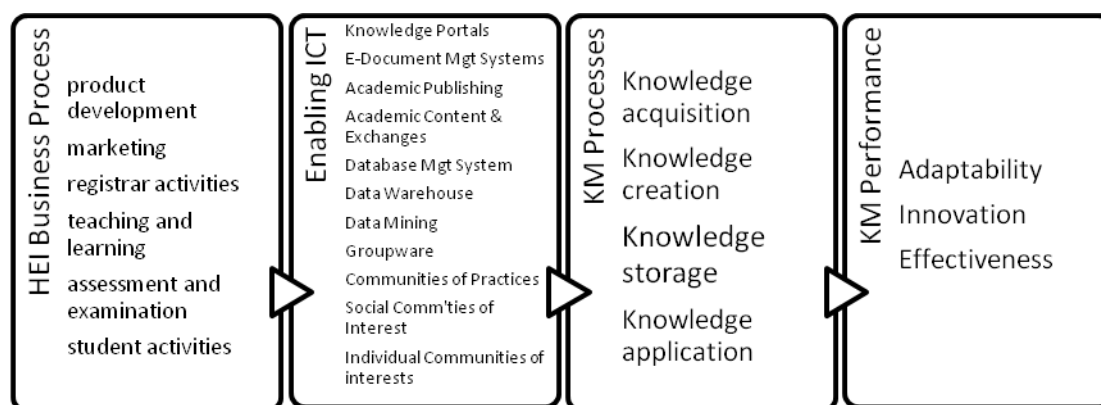 HEI Business Process
product
development
marketing
registrar activities
teaching and
learning
assessment and
examination
student activities
Enabling ICT
Knowledge Portals
E-Document Mgt Systems
Academic Publishing
Academic Content &
Exchanges
Database Mgt System
Data Warehouse
Data Mining
Groupware
Communities of Practices
Social Comm'ties of
Interest
Individual Communities of
interests
KM Processes
Knowledge
acquisition
Knowledge
creation
Knowledge
storage
Knowledge
application
KM Performance
Adaptability
Innovation
Effectiveness